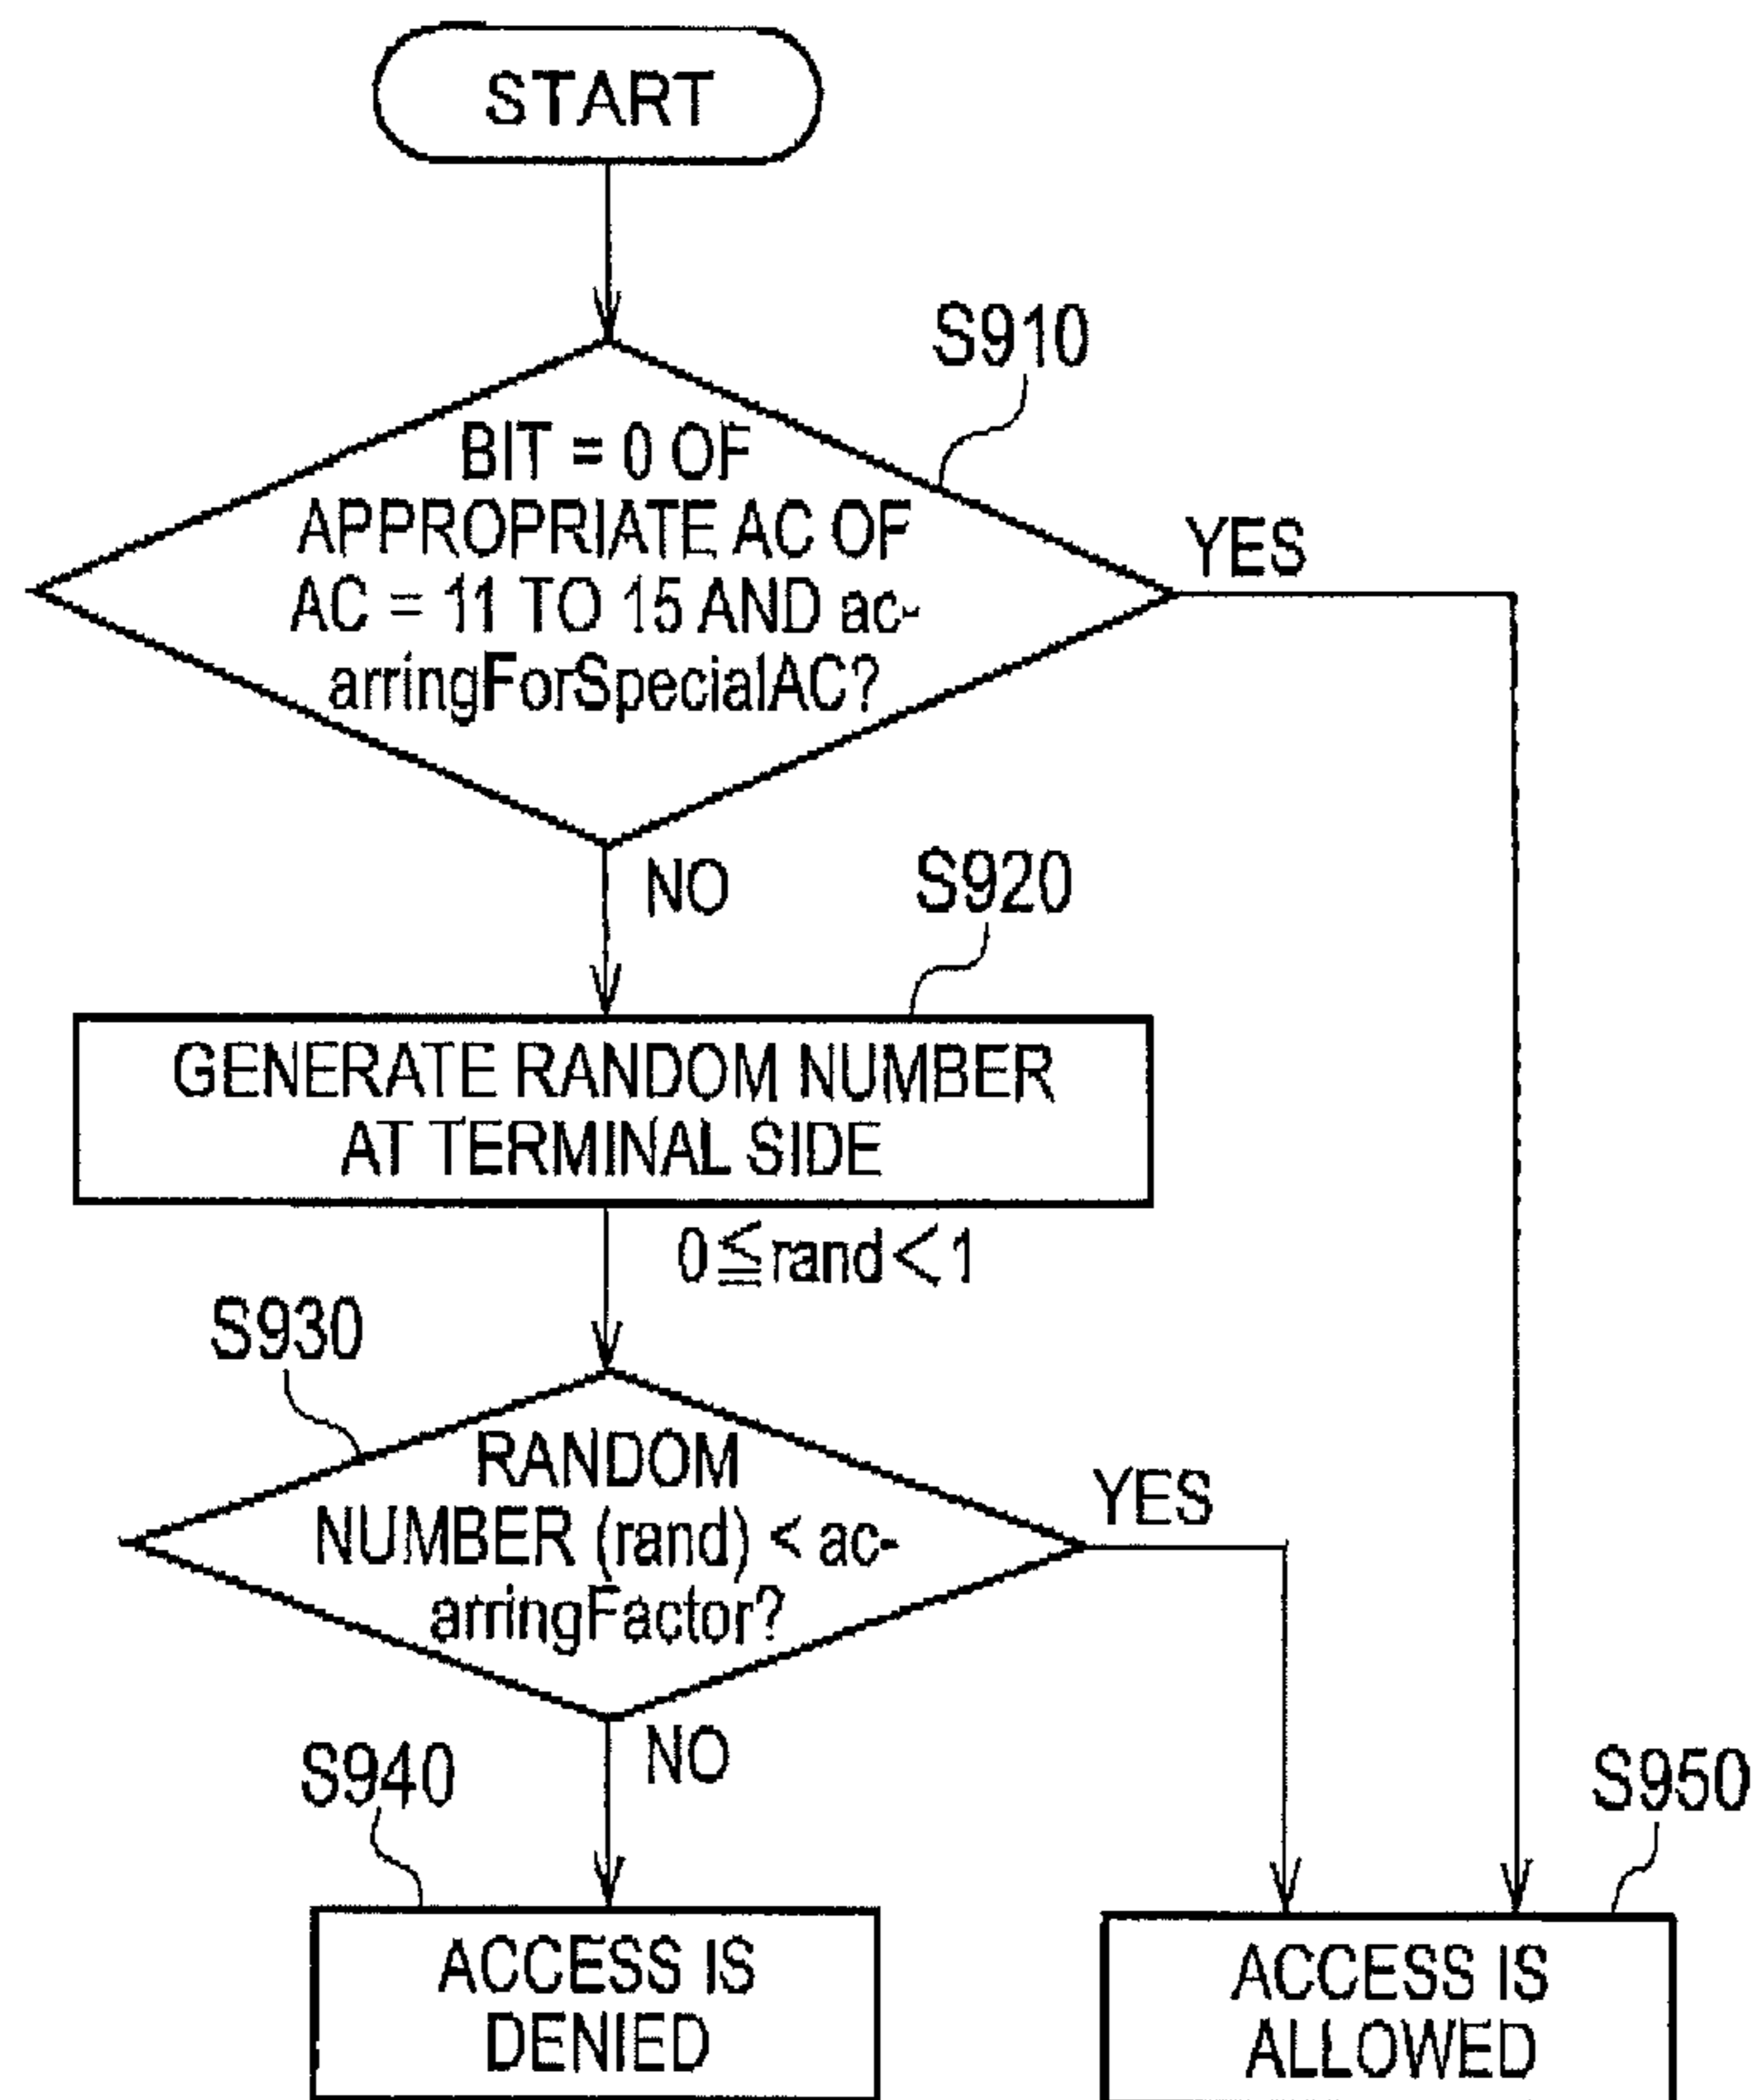 START
S910
BIT = 0 OF
APPROPRIATE AC OF
AC = 11 TO 15 AND ac-
arringForSpecialAC?
YES
NO
S920
GENERATE RANDOM NUMBER
AT TERMINAL SIDE
0≦rand<1
S930
RANDOM
NUMBER (rand) < ac-
arringFactor?
YES
NO
S940
S950
ACCESS IS
DENIED
ACCESS IS
ALLOWED